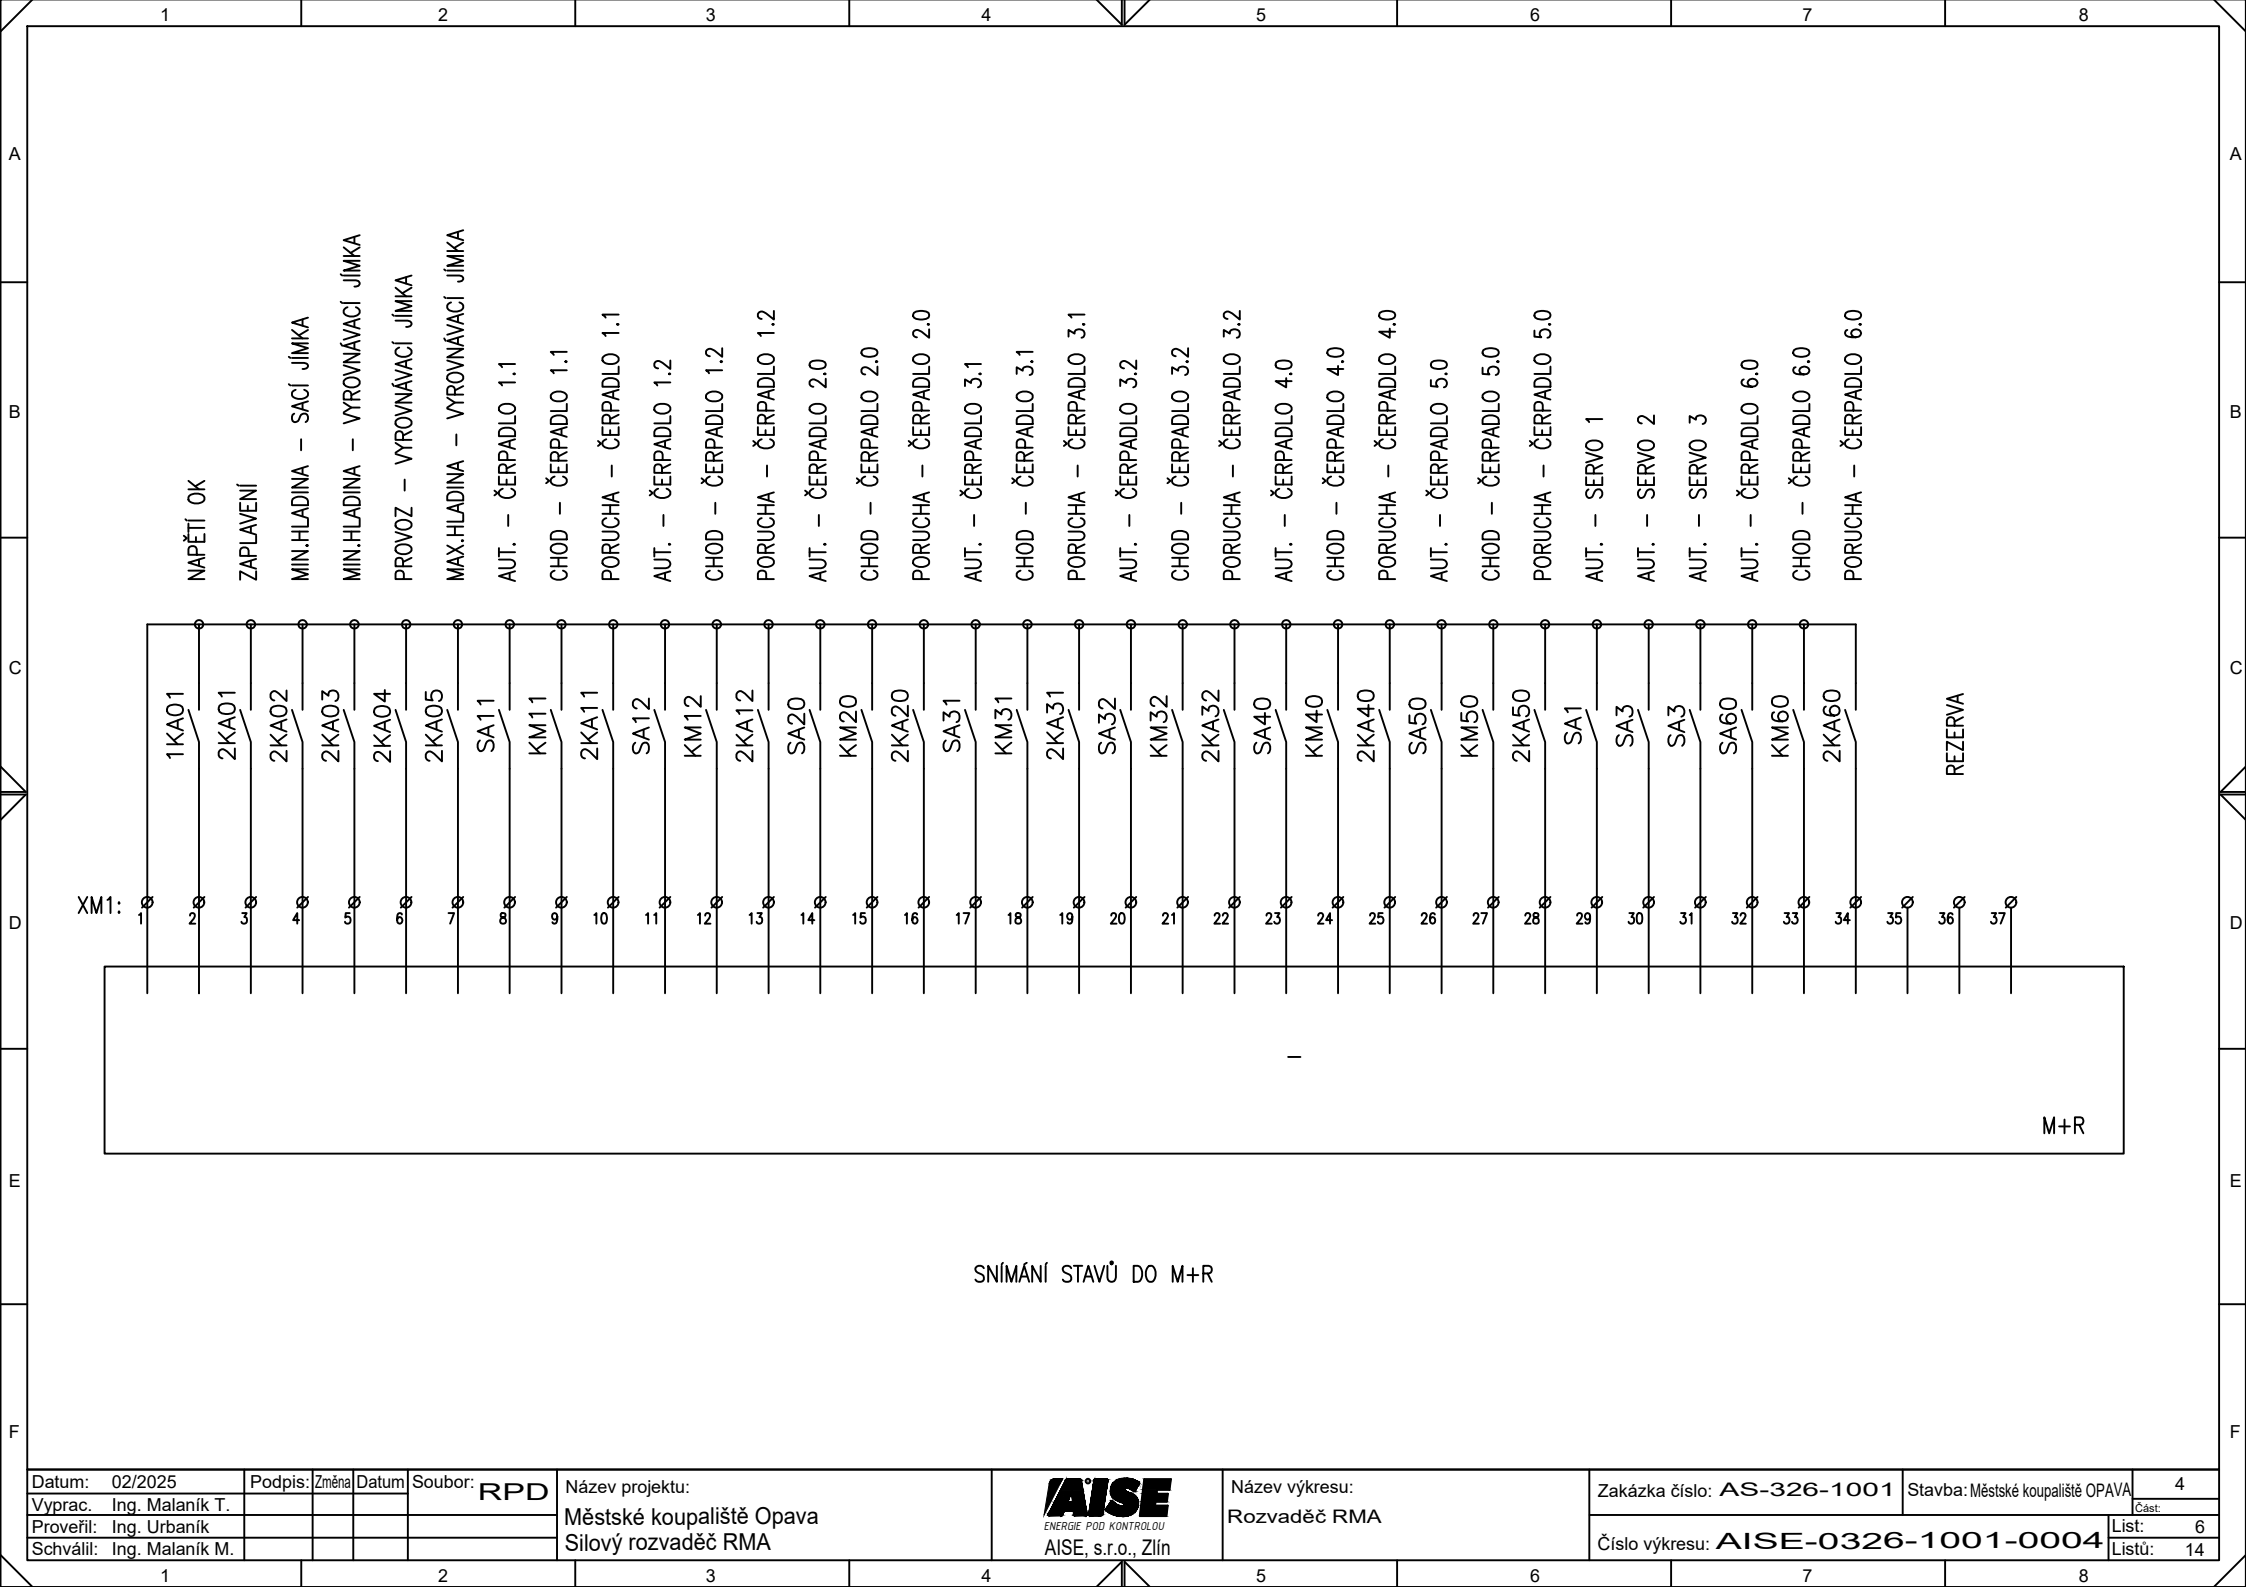 1 2 3 4 5 6 7 8
A A
B B
C C
D D
E E
F F
NAPĚTÍ OK
ZAPLAVENÍ
MIN.HLADINA – SACÍ JÍMKA
MIN.HLADINA – VYROVNÁVACÍ JÍMKA
PROVOZ – VYROVNÁVACÍ JÍMKA
MAX.HLADINA – VYROVNÁVACÍ JÍMKA
AUT. – ČERPADLO 1.1
CHOD – ČERPADLO 1.1
PORUCHA – ČERPADLO 1.1
AUT. – ČERPADLO 1.2
CHOD – ČERPADLO 1.2
PORUCHA – ČERPADLO 1.2
AUT. – ČERPADLO 2.0
CHOD – ČERPADLO 2.0
PORUCHA – ČERPADLO 2.0
AUT. – ČERPADLO 3.1
CHOD – ČERPADLO 3.1
PORUCHA – ČERPADLO 3.1
AUT. – ČERPADLO 3.2
CHOD – ČERPADLO 3.2
PORUCHA – ČERPADLO 3.2
AUT. – ČERPADLO 4.0
CHOD – ČERPADLO 4.0
PORUCHA – ČERPADLO 4.0
AUT. – ČERPADLO 5.0
CHOD – ČERPADLO 5.0
PORUCHA – ČERPADLO 5.0
AUT. – SERVO 1
AUT. – SERVO 2
AUT. – SERVO 3
AUT. – ČERPADLO 6.0
CHOD – ČERPADLO 6.0
PORUCHA – ČERPADLO 6.0
1KA01
2KA01
2KA02
2KA03
2KA04
2KA05
SA11
KM11
2KA11
SA12
KM12
2KA12
SA20
KM20
2KA20
SA31
KM31
2KA31
SA32
KM32
2KA32
SA40
KM40
2KA40
SA50
KM50
2KA50
SA1
SA3
SA3
SA60
KM60
2KA60
REZERVA
XM1: 1 2 3 4 5 6 7 8 9 10 11 12 13 14 15 16 17 18 19 20 21 22 23 24 25 26 27 28 29 30 31 32 33 34 35 36 37
–
M+R
SNÍMÁNÍ STAVŮ DO M+R
Datum: 02/2025 Podpis: Změna Datum Soubor: RPD
Vyprac. Ing. Malaník T.
Proveřil: Ing. Urbaník
Schválil: Ing. Malaník M.
Název projektu:
Městské koupaliště Opava
Silový rozvaděč RMA
AISE
ENERGIE POD KONTROLOU
AISE, s.r.o., Zlín
Název výkresu:
Rozvaděč RMA
Zakázka číslo: AS-326-1001 Stavba: Městské koupaliště OPAVA 4
Část:
Číslo výkresu: AISE-0326-1001-0004
List: 6
Listů: 14
1 2 3 4 5 6 7 8